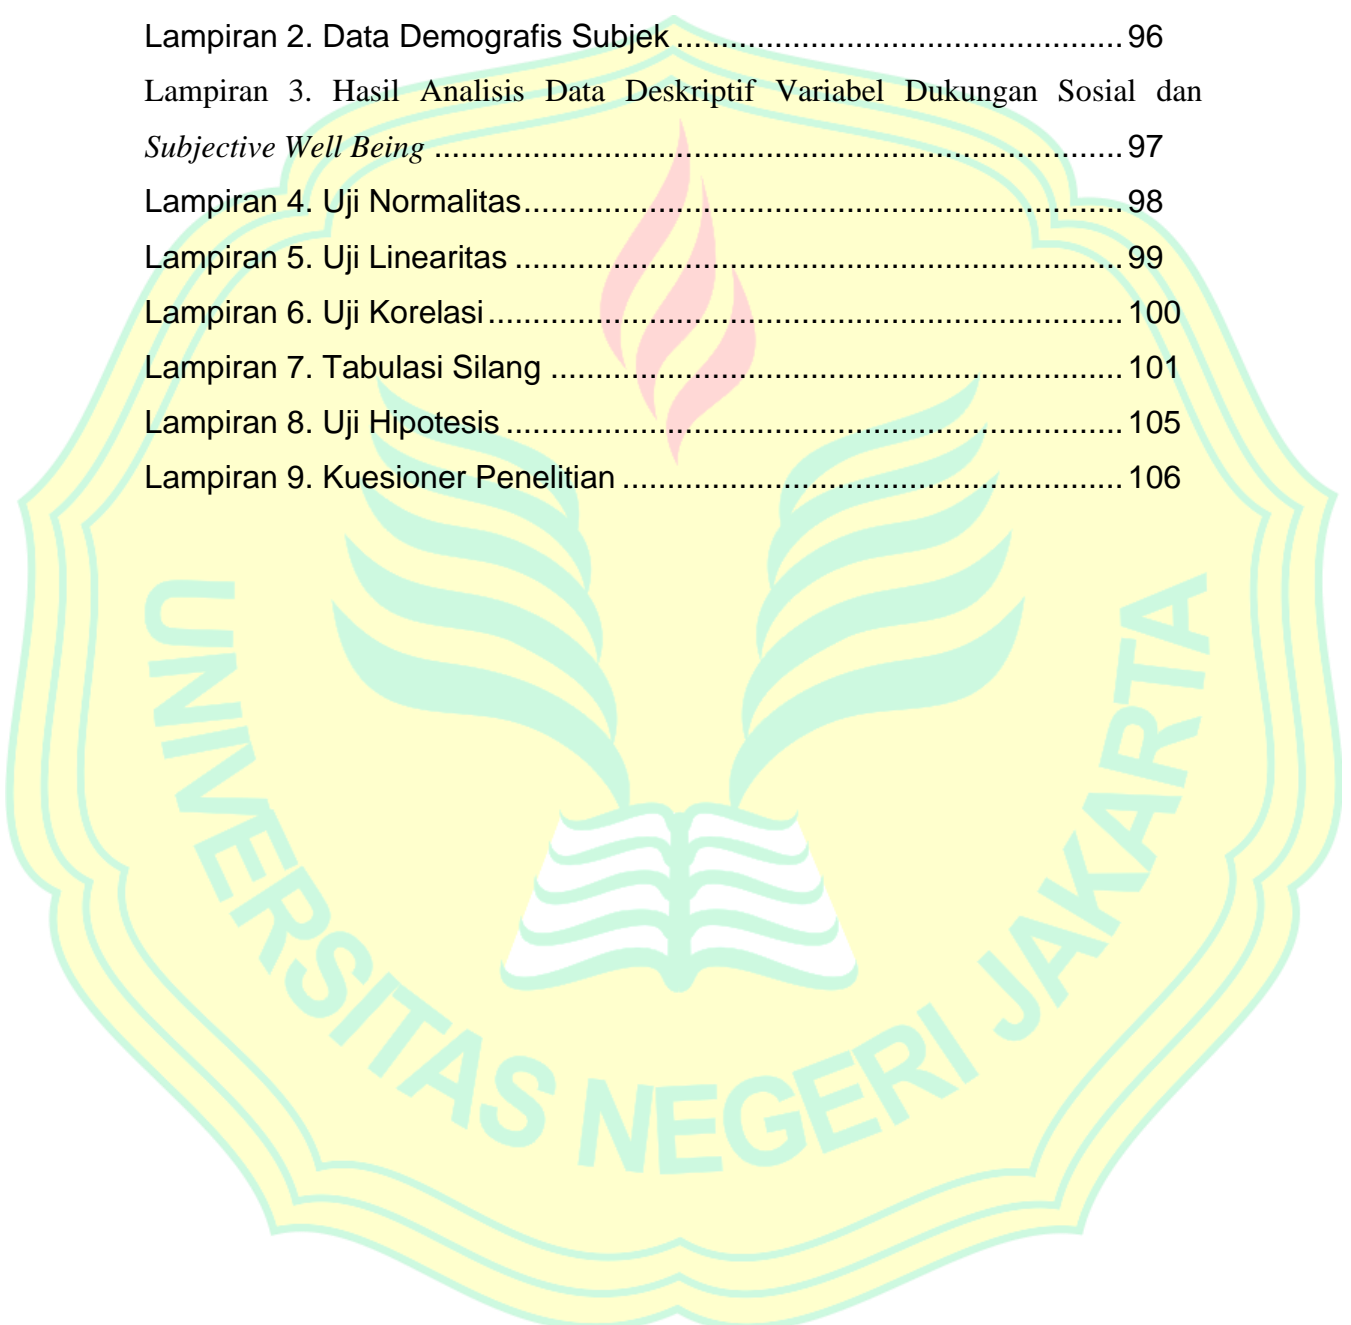 Lampiran 2. Data Demografis Subjek ................................................... 96
Lampiran 3. Hasil Analisis Data Deskriptif Variabel Dukungan Sosial dan
Subjective Well Being .............................................................................. 97
Lampiran 4. Uji Normalitas.................................................................... 98
Lampiran 5. Uji Linearitas ..................................................................... 99
Lampiran 6. Uji Korelasi ........................................................................ 100
Lampiran 7. Tabulasi Silang ................................................................. 101
Lampiran 8. Uji Hipotesis ...................................................................... 105
Lampiran 9. Kuesioner Penelitian ......................................................... 106
UNIVERSITAS NEGERI JAKARTA